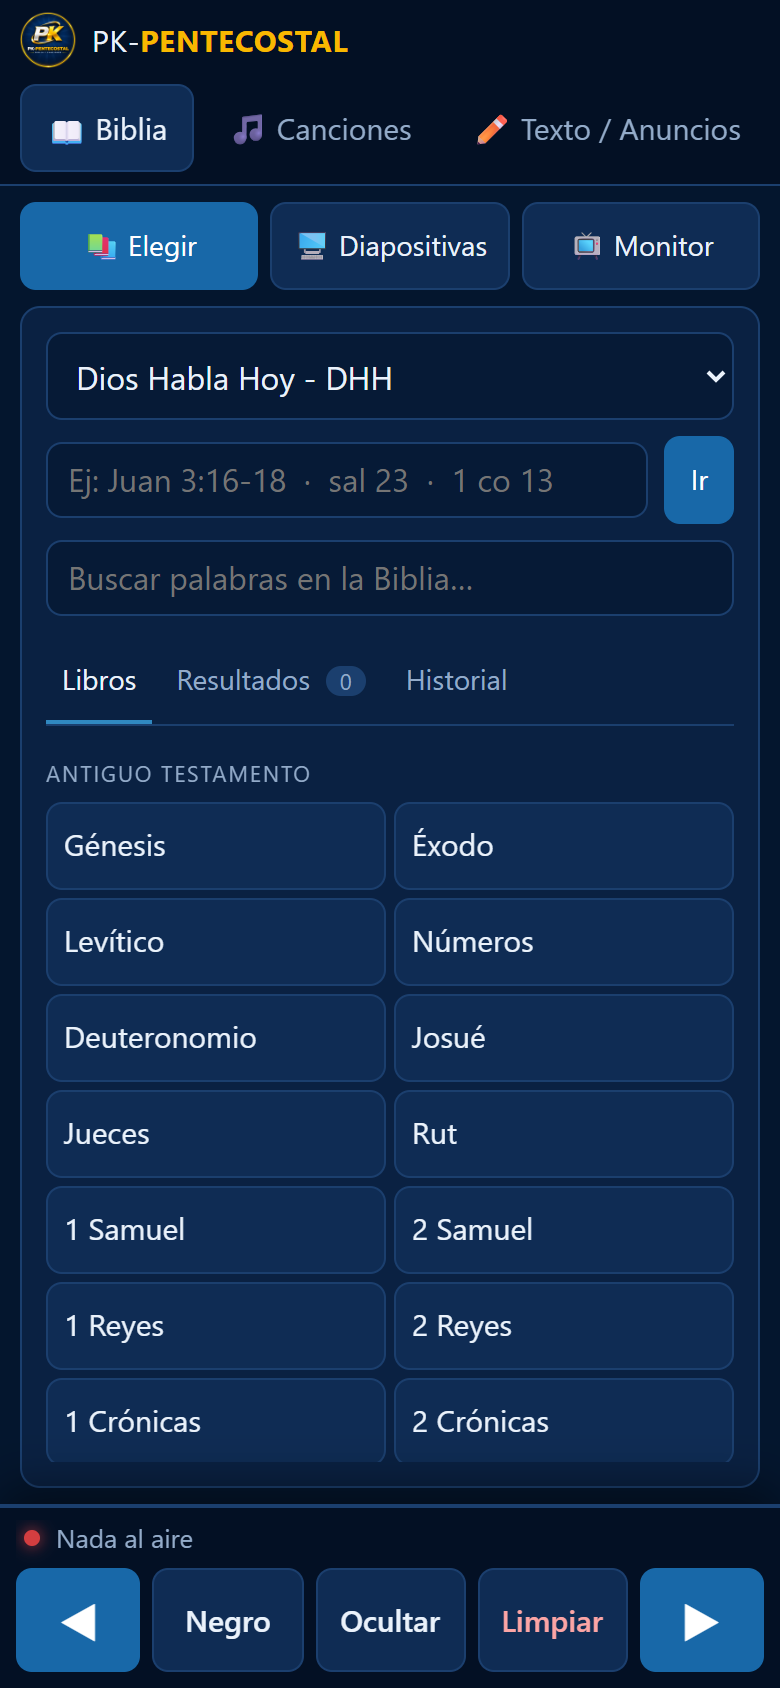 PK
PK-PENTECOSTAL
PK-PENTECOSTAL
Biblia
Canciones
Texto / Anuncios
Elegir
Diapositivas
Monitor
Dios Habla Hoy - DHH
Ej: Juan 3:16-18 · sal 23 · 1 co 13
Ir
Buscar palabras en la Biblia...
Libros
Resultados 0
Historial
ANTIGUO TESTAMENTO
Génesis
Éxodo
Levítico
Números
Deuteronomio
Josué
Jueces
Rut
1 Samuel
2 Samuel
1 Reyes
2 Reyes
1 Crónicas
2 Crónicas
Nada al aire
Negro
Ocultar
Limpiar